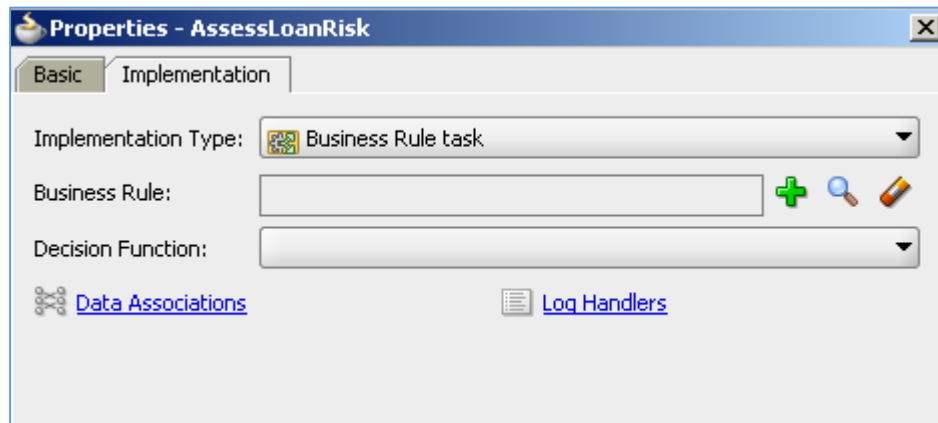 Properties - AssessLoanRisk
Basic Implementation
Implementation Type: Business Rule task
Business Rule:
Decision Function:
Data Associations Log Handlers